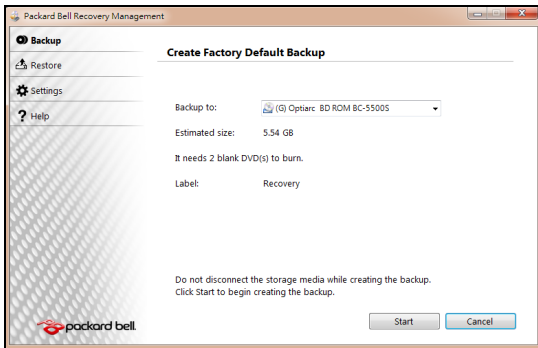 Packard Bell Recovery Management
Backup
Restore
Settings
? Help
Create Factory Default Backup
Backup to: (G) Optiarc BD ROM BC-5500S
Estimated size: 5.54 GB
It needs 2 blank DVD(s) to burn.
Label: Recovery
Do not disconnect the storage media while creating the backup.
Click Start to begin creating the backup.
Start Cancel
packard bell.